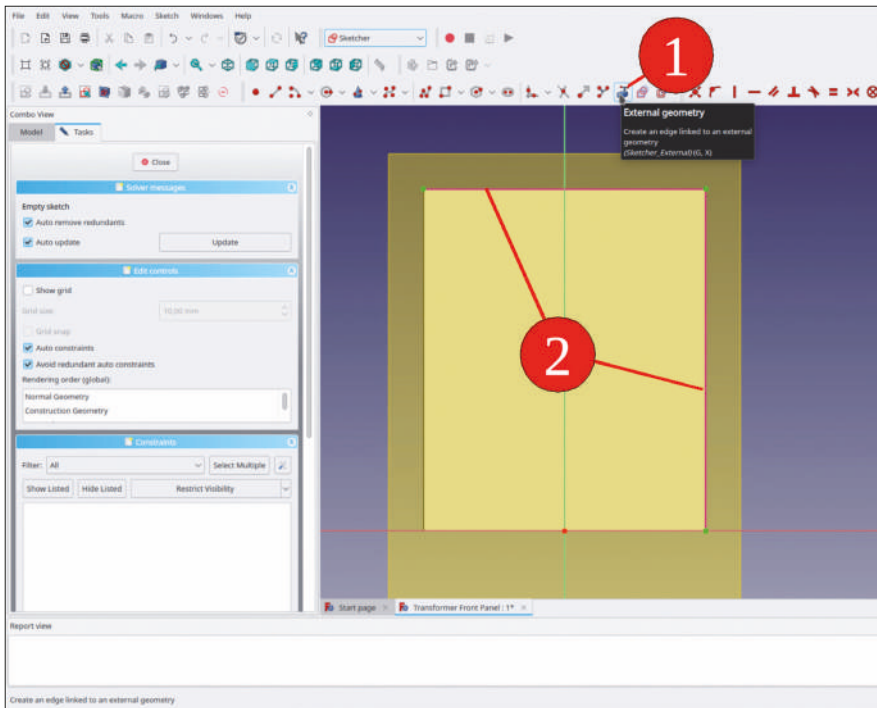 File Edit View Tools Macro Sketch Windows Help
Sketcher
1
External geometry
Create an edge linked to an external
geometry
(Sketcher_External) (G, X)
Combo View
Model Tasks
Close
Solver messages
Empty sketch
Auto remove redundants
Auto update Update
Edit controls
Show grid
Grid size 10.00 mm
Grid snap
Auto constraints
Avoid redundant auto constraints
Rendering order (global):
Normal Geometry
Construction Geometry
2
Constraints
Filter: All Select Multiple
Show Listed Hide Listed Restrict Visibility
Start page Transformer Front Panel : 1*
Report view
Create an edge linked to an external geometry